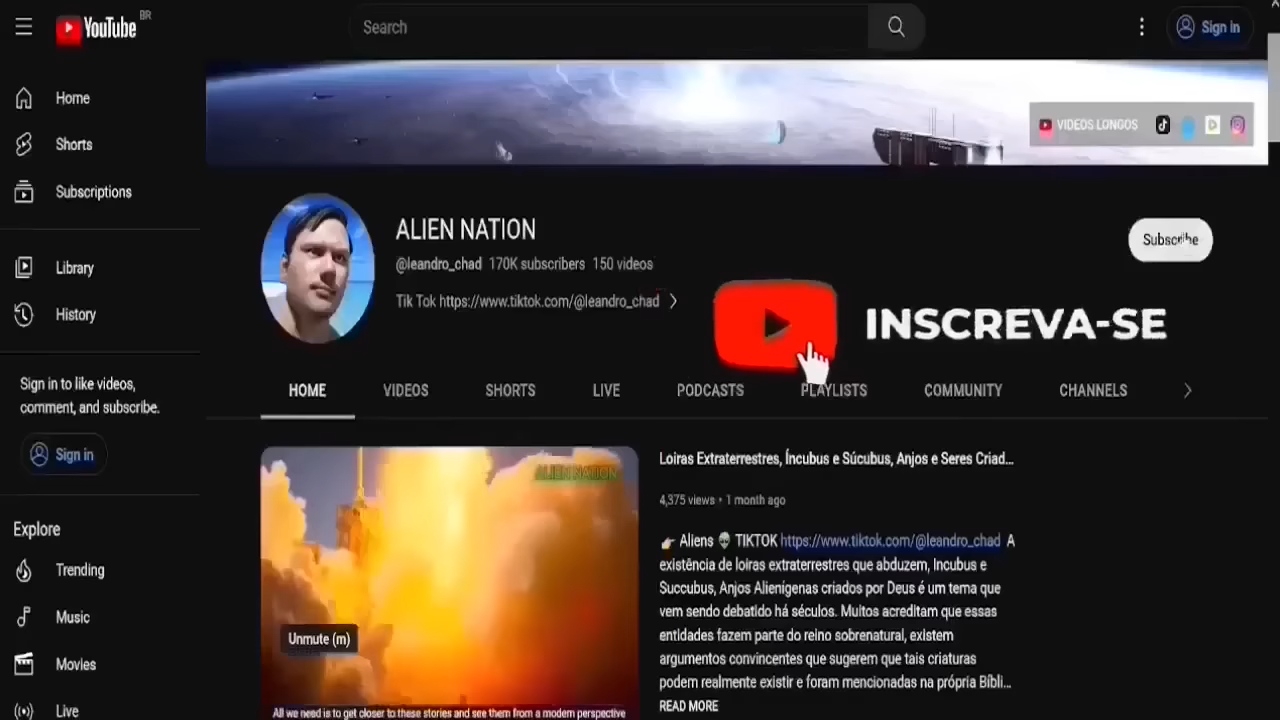 YouTube BR
Search
Sign in
Home
Shorts
Subscriptions
Library
History
Sign in to like videos,
comment, and subscribe.
Sign in
Explore
Trending
Music
Movies
Live
VIDEOS LONGOS
ALIEN NATION
@leandro_chad 170K subscribers 150 videos
Tik Tok https://www.tiktok.com/@leandro_chad
Subscribe
INSCREVA-SE
HOME VIDEOS SHORTS LIVE PODCASTS PLAYLISTS COMMUNITY CHANNELS
ALIEN NATION
Unmute (m)
All we need is to get closer to these stories and see them from a modern perspective
Loiras Extraterrestres, Íncubus e Súcubus, Anjos e Seres Criad...
4,375 views • 1 month ago
👉 Aliens 👽 TIKTOK https://www.tiktok.com/@leandro_chad A
existência de loiras extraterrestres que abduzem, Incubus e
Succubus, Anjos Alienígenas criados por Deus é um tema que
vem sendo debatido há séculos. Muitos acreditam que essas
entidades fazem parte do reino sobrenatural, existem
argumentos convincentes que sugerem que tais criaturas
podem realmente existir e foram mencionadas na própria Bíbli...
READ MORE